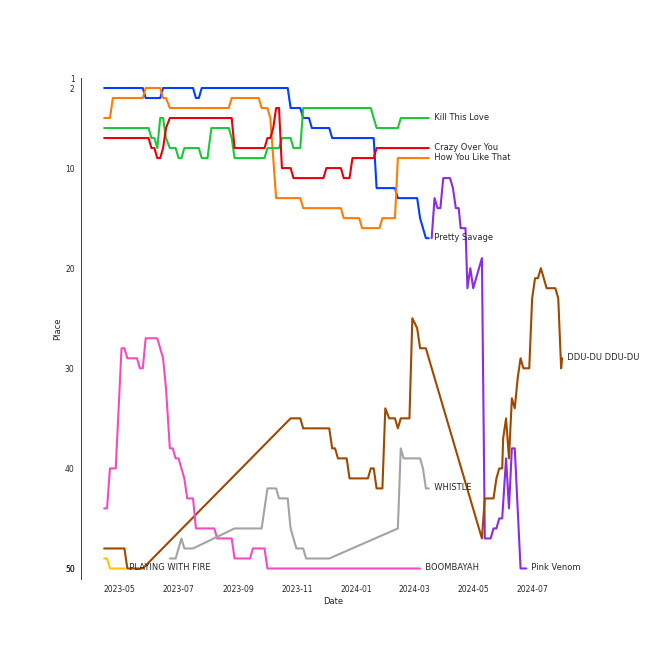 1
2
10
20
30
40
50
Place
Kill This Love
Crazy Over You
How You Like That
Pretty Savage
DDU-DU DDU-DU
WHISTLE
PLAYING WITH FIRE
BOOMBAYAH
Pink Venom
2023-05
2023-07
2023-09
2023-11
2024-01
2024-03
2024-05
2024-07
Date